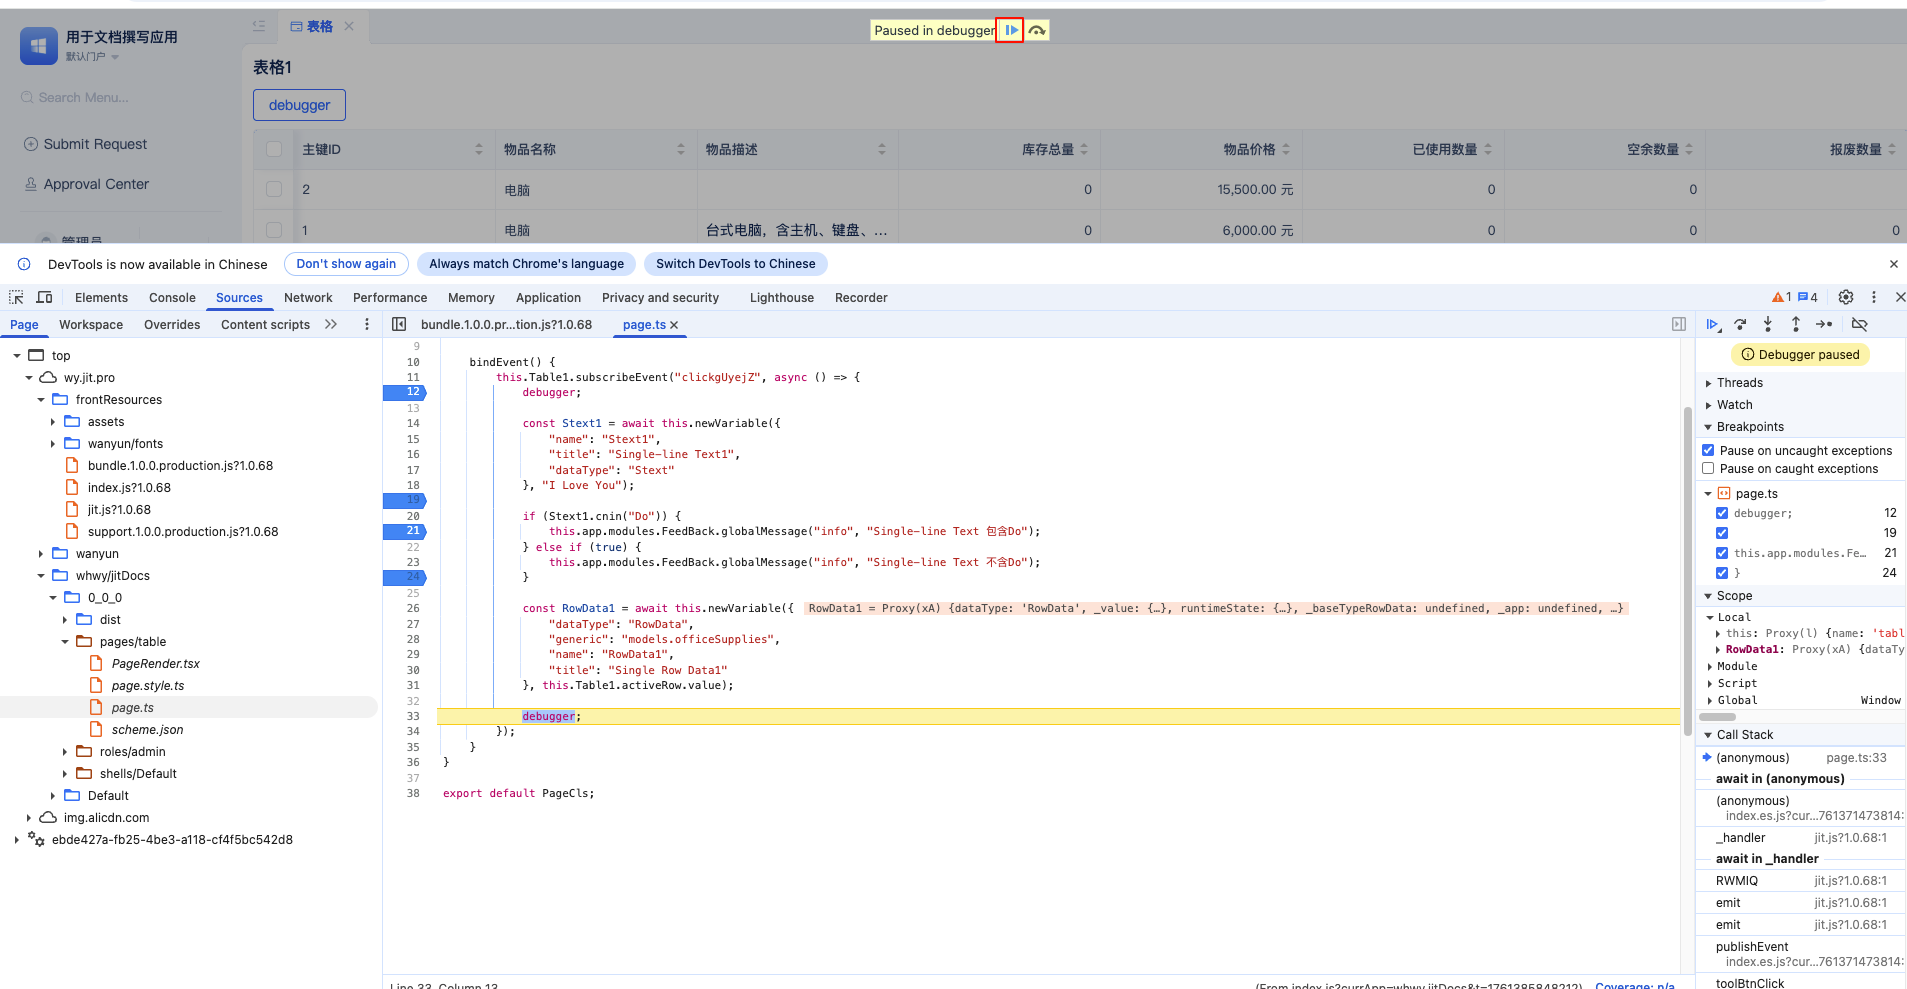 用于文档撰写应用
默认门户
表格
Paused in debugger
Search Menu...
表格1
debugger
Submit Request
Approval Center
管理员
主键ID 物品名称 物品描述 库存总量 物品价格 已使用数量 空余数量 报废数量
2 电脑 0 15,500.00 元 0 0
1 电脑 台式电脑，含主机、键盘、... 0 6,000.00 元 0 0 0
DevTools is now available in Chinese Don't show again Always match Chrome's language Switch DevTools to Chinese
Elements Console Sources Network Performance Memory Application Privacy and security Lighthouse Recorder 1 4
Page Workspace Overrides Content scripts
bundle.1.0.0.pr...tion.js?1.0.68 page.ts
top
wy.jit.pro
frontResources
assets
wanyun/fonts
bundle.1.0.0.production.js?1.0.68
index.js?1.0.68
jit.js?1.0.68
support.1.0.0.production.js?1.0.68
wanyun
whwy/jitDocs
0_0_0
dist
pages/table
PageRender.tsx
page.style.ts
page.ts
scheme.json
roles/admin
shells/Default
Default
img.alicdn.com
ebde427a-fb25-4be3-a118-cf4f5bc542d8
9
10 bindEvent() {
11 this.Table1.subscribeEvent("clickgUyejZ", async () => {
12 debugger;
13
14 const Stext1 = await this.newVariable({
15 "name": "Stext1",
16 "title": "Single-line Text1",
17 "dataType": "Stext"
18 }, "I Love You");
19
20 if (Stext1.cnin("Do")) {
21 this.app.modules.FeedBack.globalMessage("info", "Single-line Text 包含Do");
22 } else if (true) {
23 this.app.modules.FeedBack.globalMessage("info", "Single-line Text 不含Do");
24 }
25
26 const RowData1 = await this.newVariable({ RowData1 = Proxy(xA) {dataType: 'RowData', _value: {…}, runtimeState: {…}, _baseTypeRowData: undefined, _app: undefined, …}
27 "dataType": "RowData",
28 "generic": "models.officeSupplies",
29 "name": "RowData1",
30 "title": "Single Row Data1"
31 }, this.Table1.activeRow.value);
32
33 debugger;
34 });
35 }
36 }
37
38 export default PageCls;
Line 33, Column 13 (From index.js?currApp=whwy.jitDocs&t=1761385848212) Coverage: n/a
Debugger paused
Threads
Watch
Breakpoints
Pause on uncaught exceptions
Pause on caught exceptions
page.ts
debugger; 12
19
this.app.modules.Fe… 21
} 24
Scope
Local
this: Proxy(l) {name: 'tabl
RowData1: Proxy(xA) {dataTy
Module
Script
Global Window
Call Stack
(anonymous) page.ts:33
await in (anonymous)
(anonymous)
index.es.js?cur...761371473814:
_handler jit.js?1.0.68:1
await in _handler
RWMIQ jit.js?1.0.68:1
emit jit.js?1.0.68:1
emit jit.js?1.0.68:1
publishEvent
index.es.js?cur...761371473814:
toolBtnClick